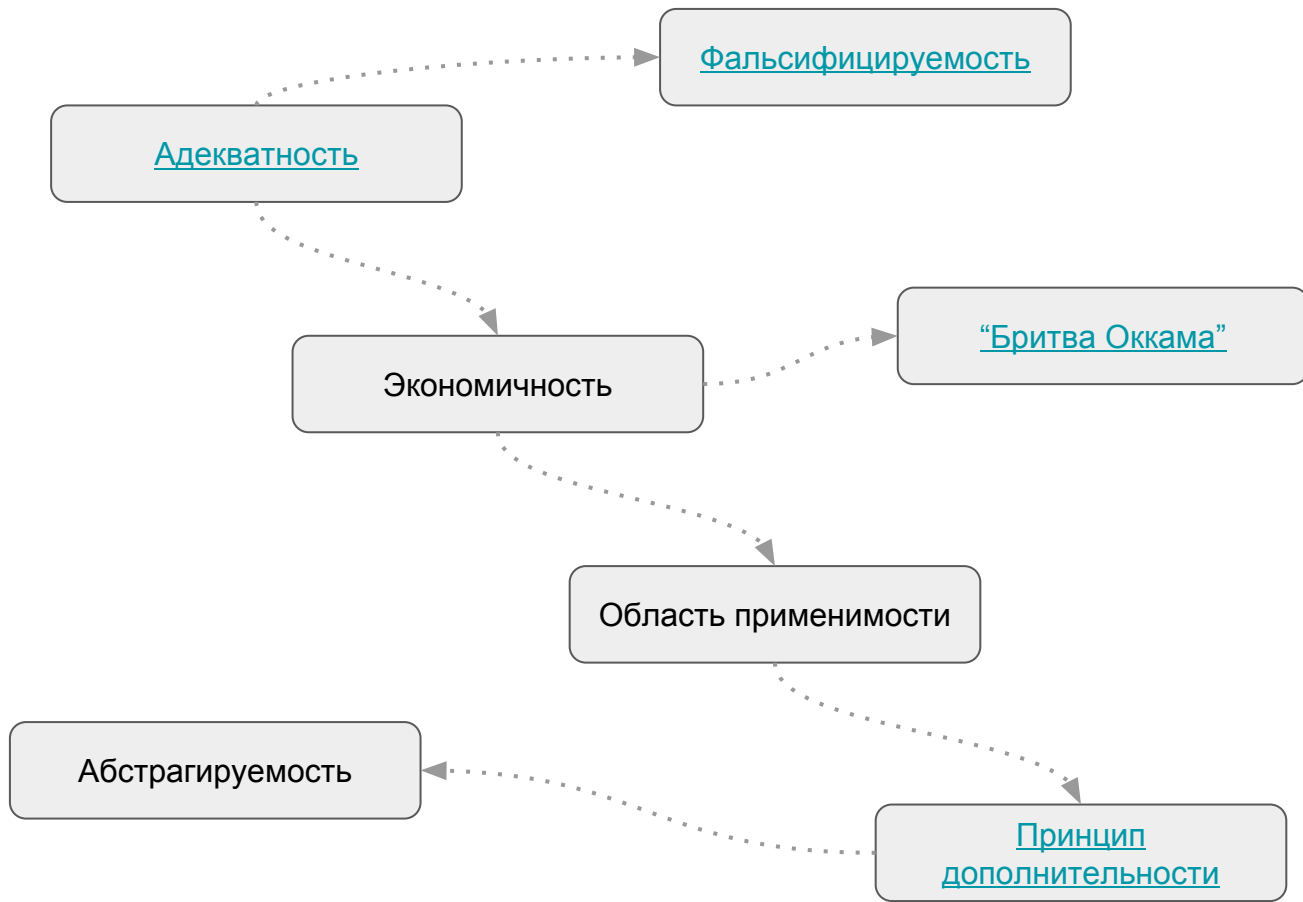 Фальсифицируемость
Адекватность
“Бритва Оккама”
Экономичность
Область применимости
Абстрагируемость
Принцип
дополнительности